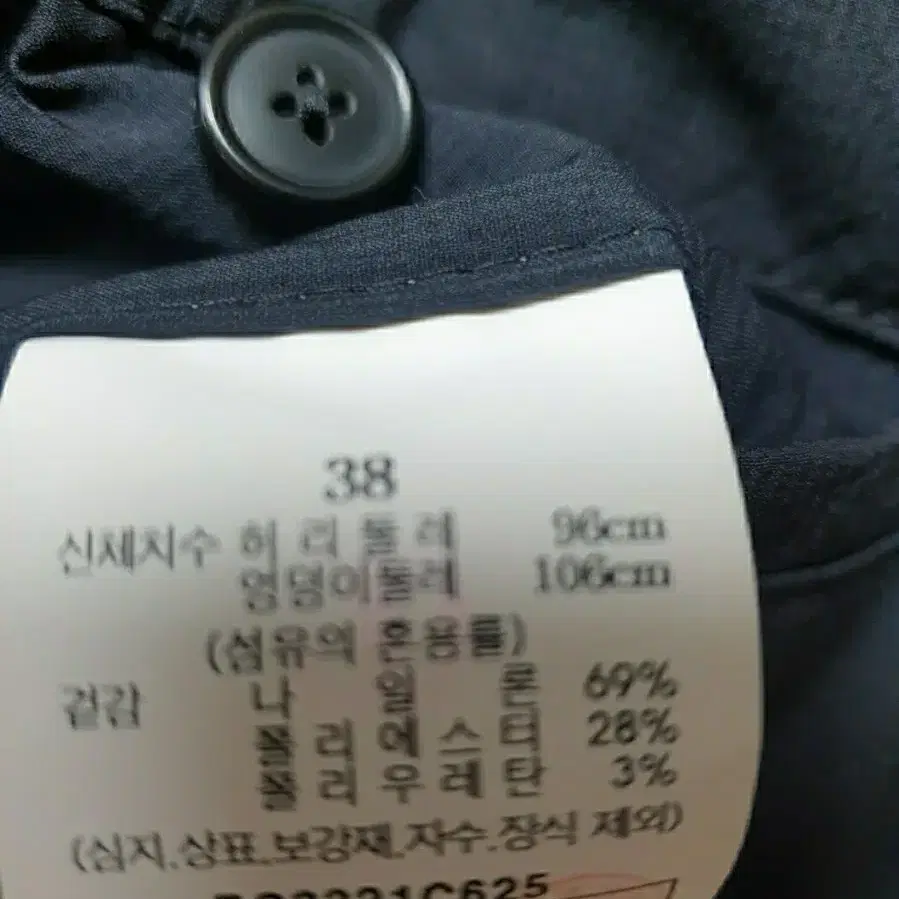 38
신체치수 허리둘레 96cm
엉덩이둘레 106cm
(섬유의 혼용률)
겉감 나일론 69%
폴리에스터 28%
폴리우레탄 3%
(심지.상표.보강재.자수.장식 제외)